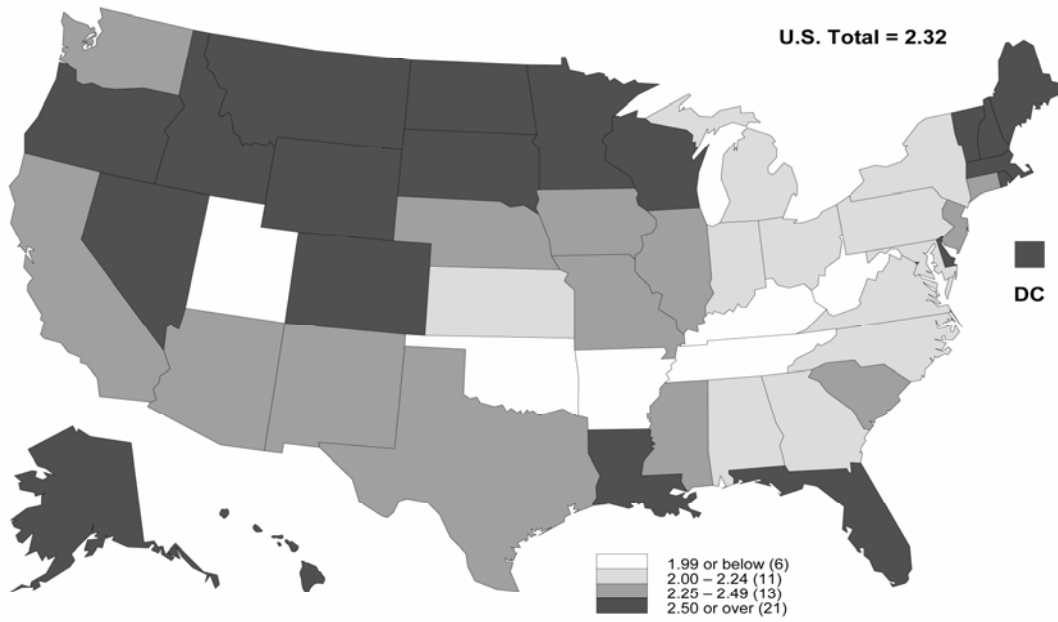 U.S. Total = 2.32
DC
1.99 or below (6)
2.00 – 2.24 (11)
2.25 – 2.49 (13)
2.50 or over (21)